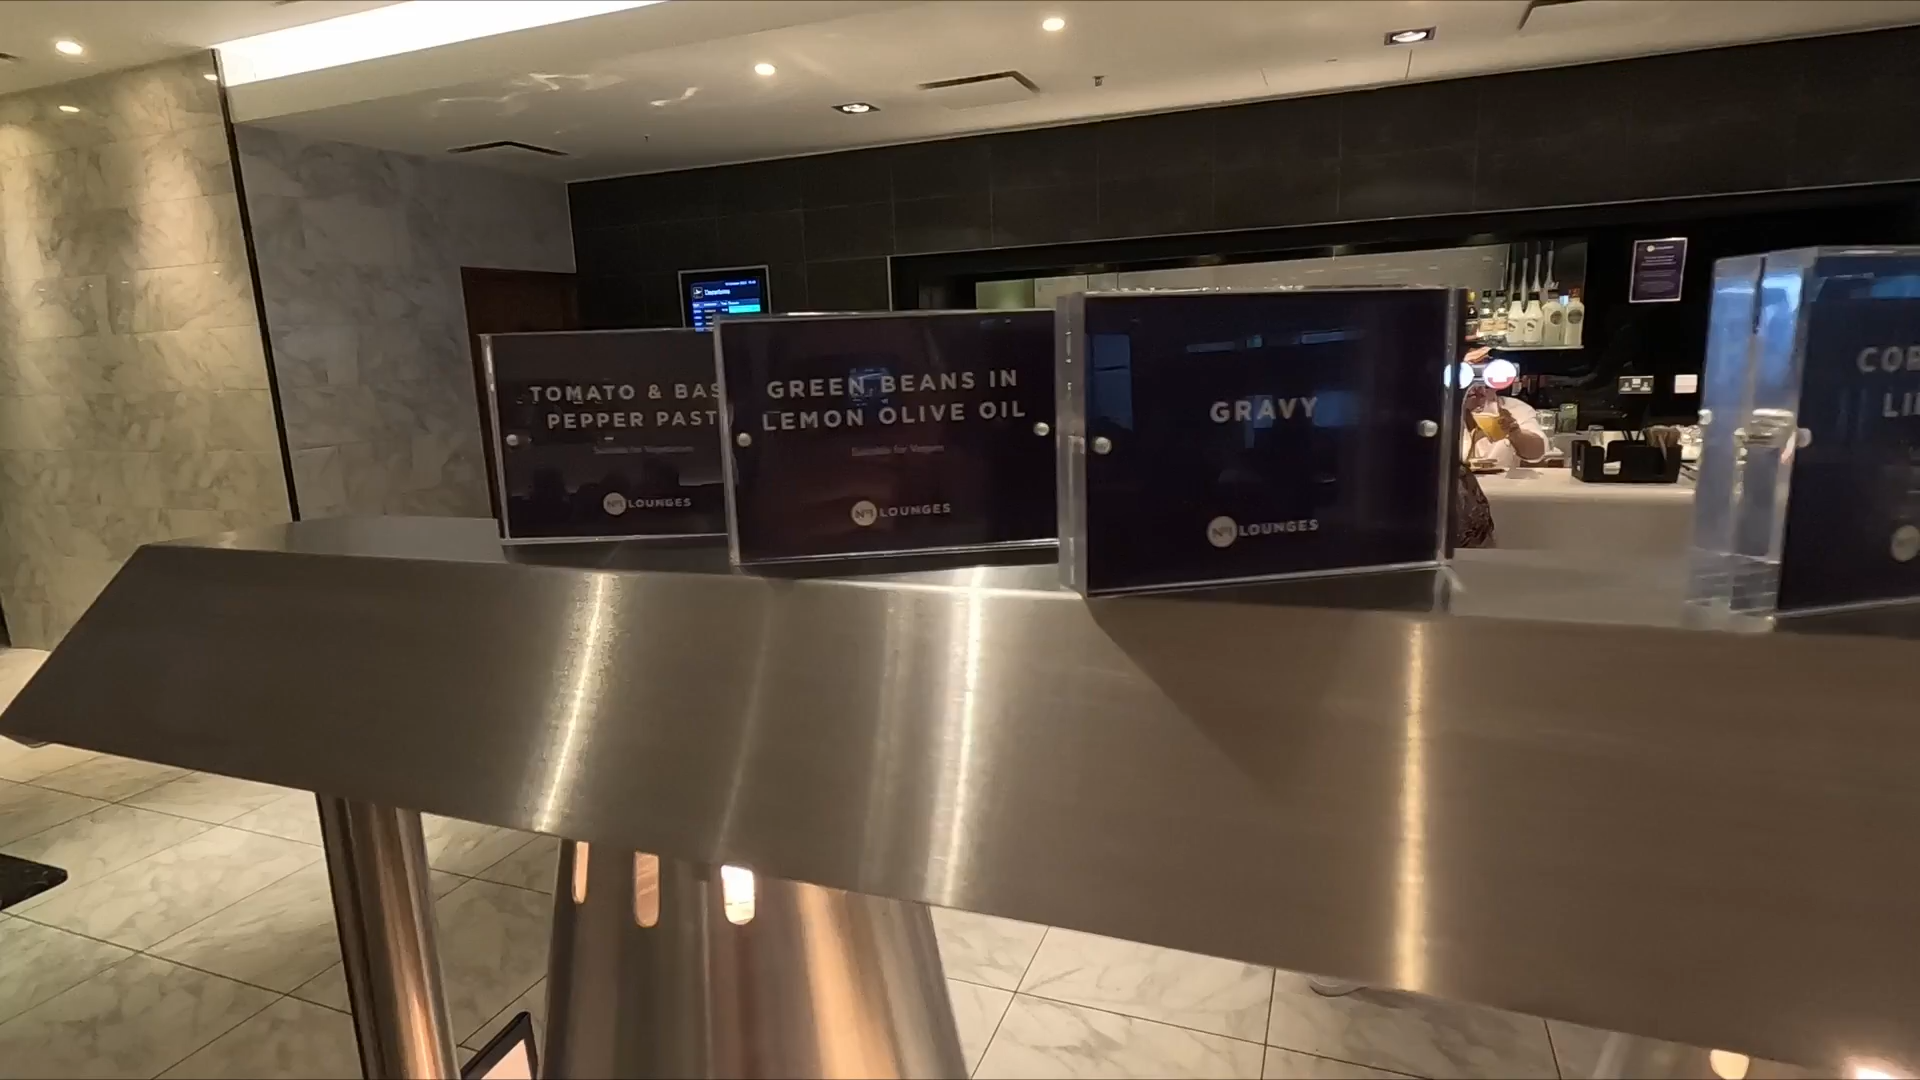 Departures
TOMATO & BAS
PEPPER PAST
Suitable for Vegetarians
Nº1 LOUNGES
GREEN BEANS IN
LEMON OLIVE OIL
Suitable for Vegans
Nº1 LOUNGES
GRAVY
Nº1 LOUNGES
COR
LI